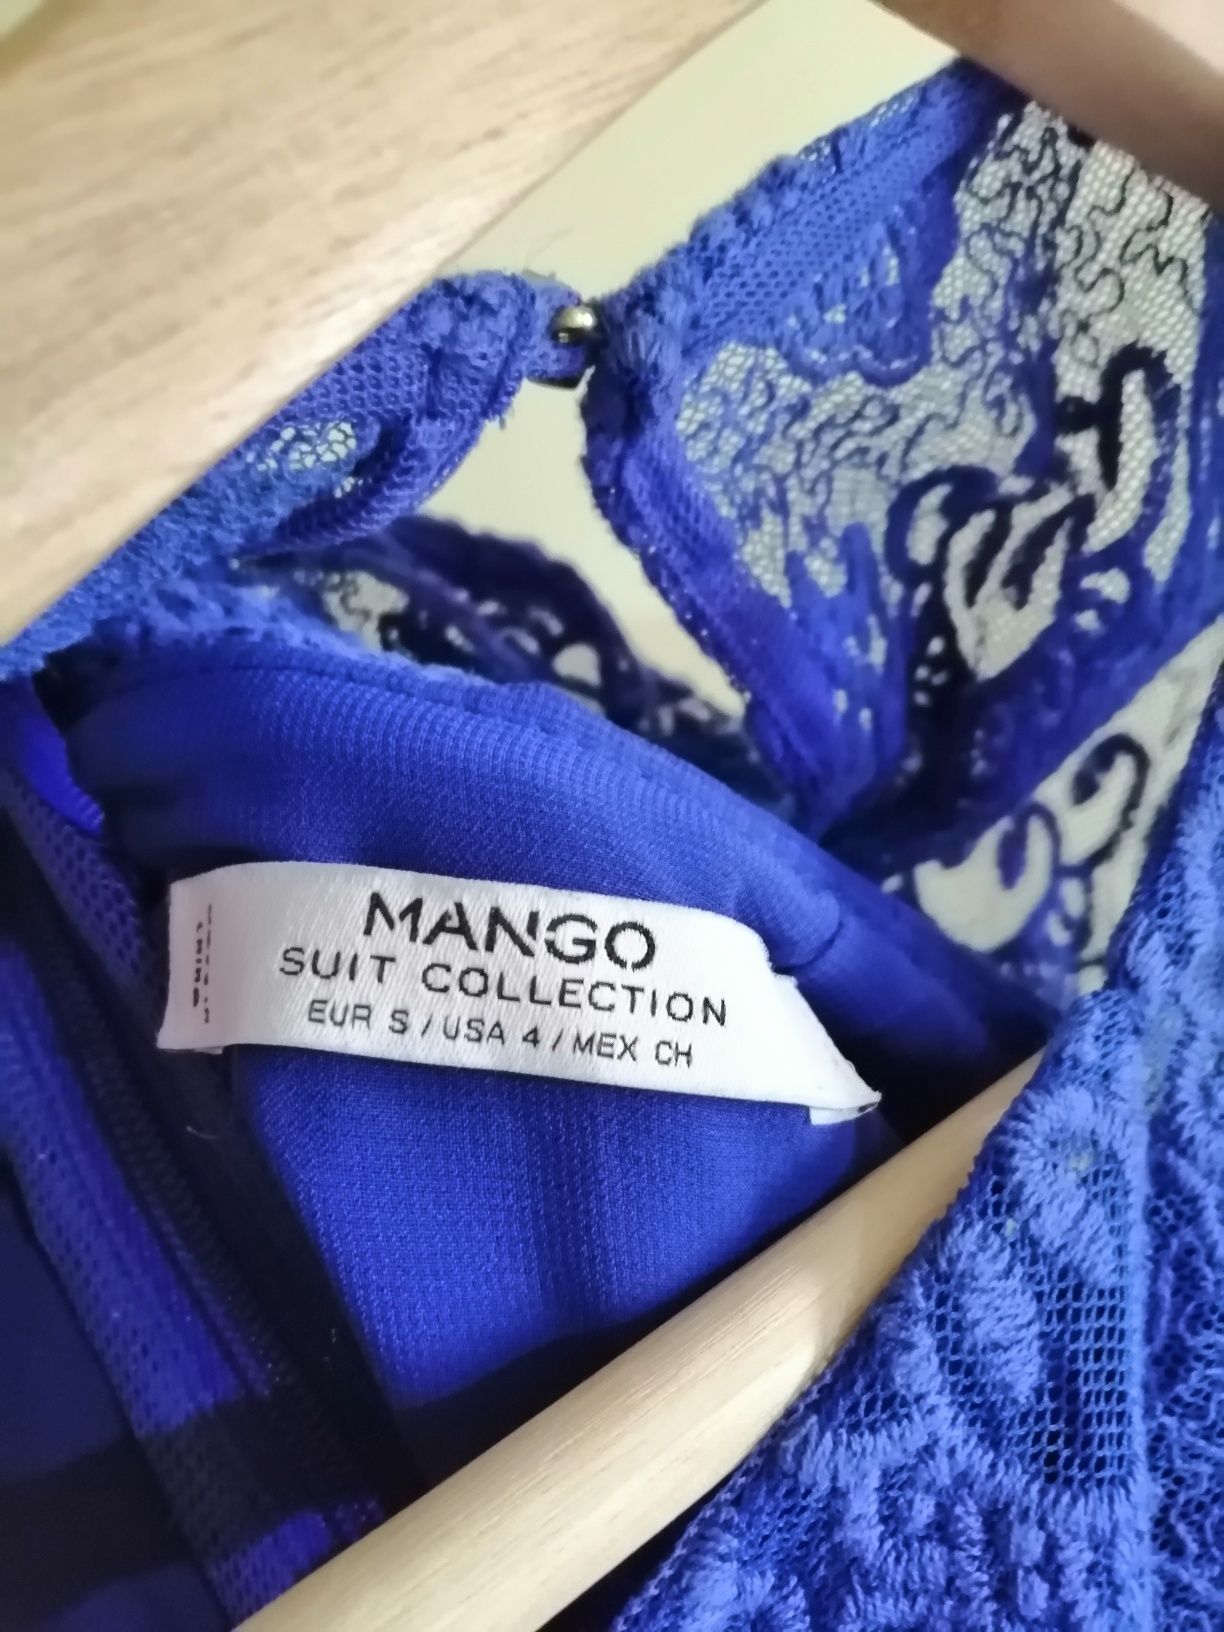 MANGO
SUIT COLLECTION
EUR S / USA 4 / MEX CH